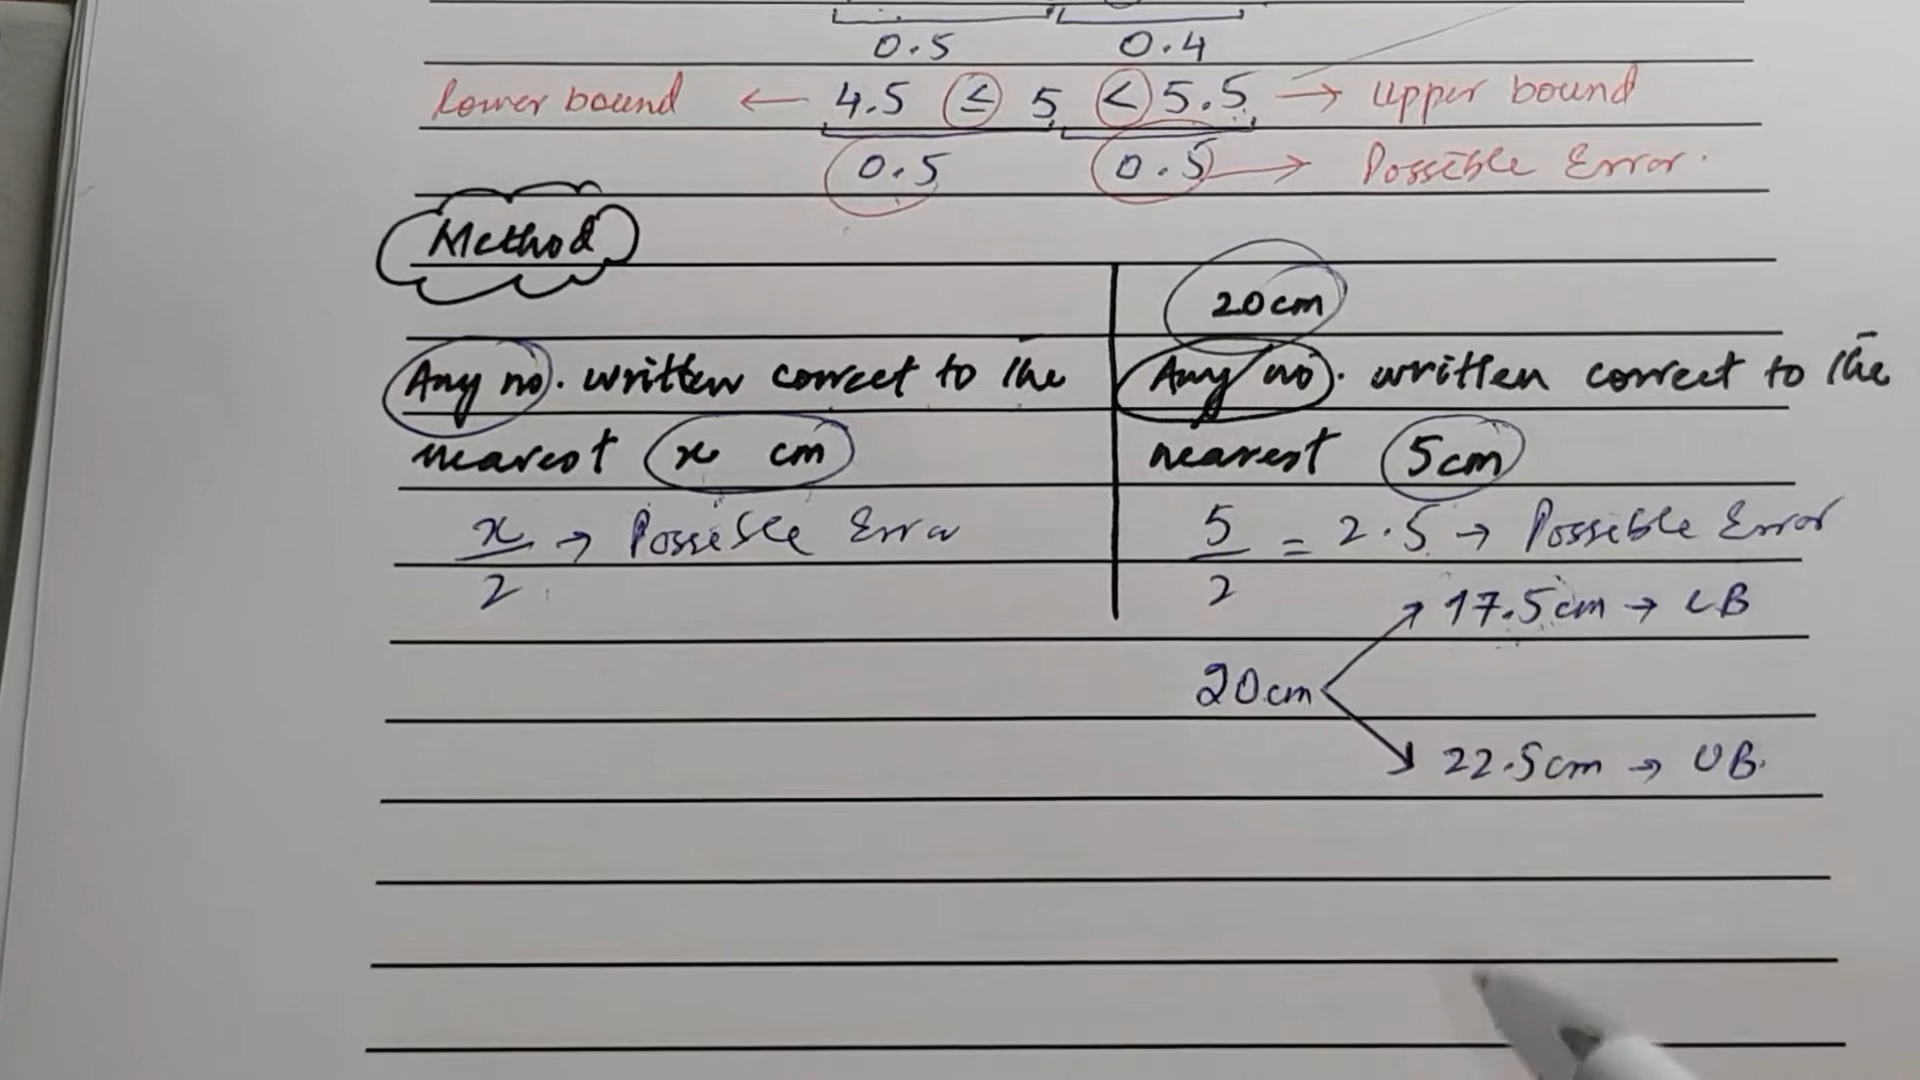 0.5 0.4
lower bound ← 4.5 ≤ 5 < 5.5 → upper bound
0.5 0.5 → Possible Error.
Method
20cm
Any no. written correct to the
nearest x cm
x/2 → Possible Error
Any no. written correct to the
nearest 5cm
5/2 = 2.5 → Possible Error
17.5cm → LB
20cm
22.5cm → UB.